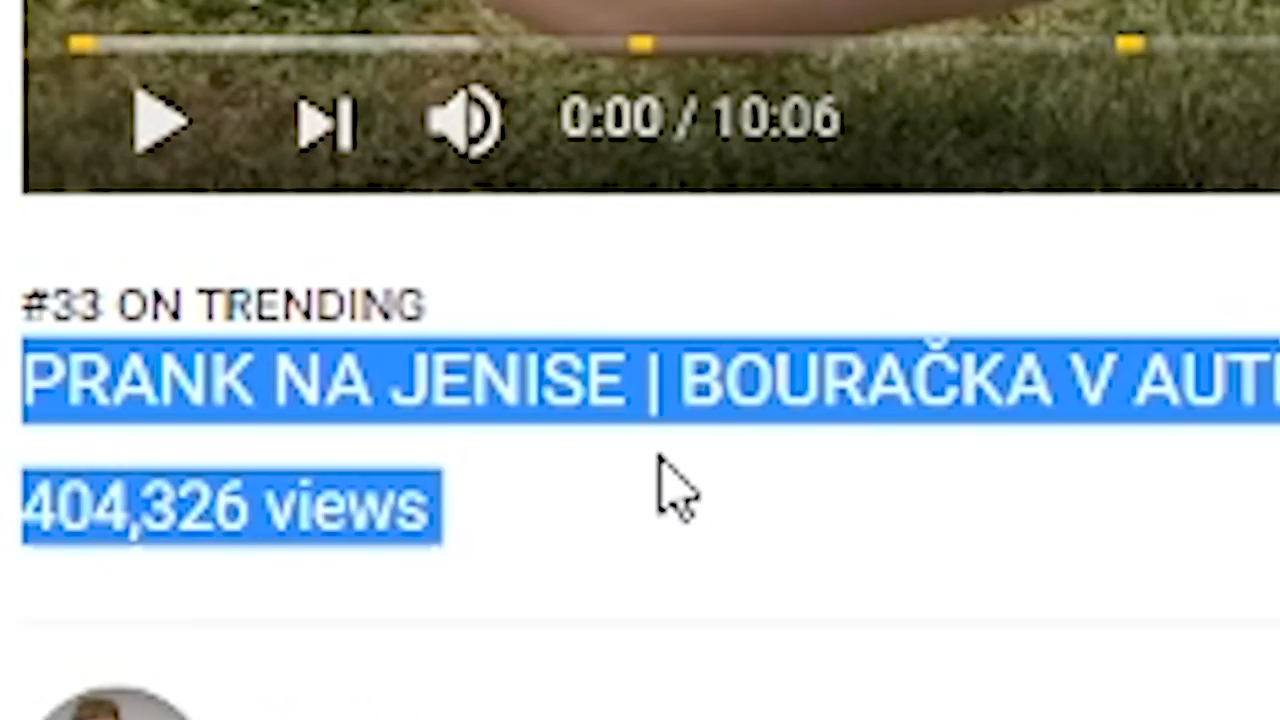 0:00 / 10:06
#33 ON TRENDING
PRANK NA JENISE | BOURAČKA V
404,326 views